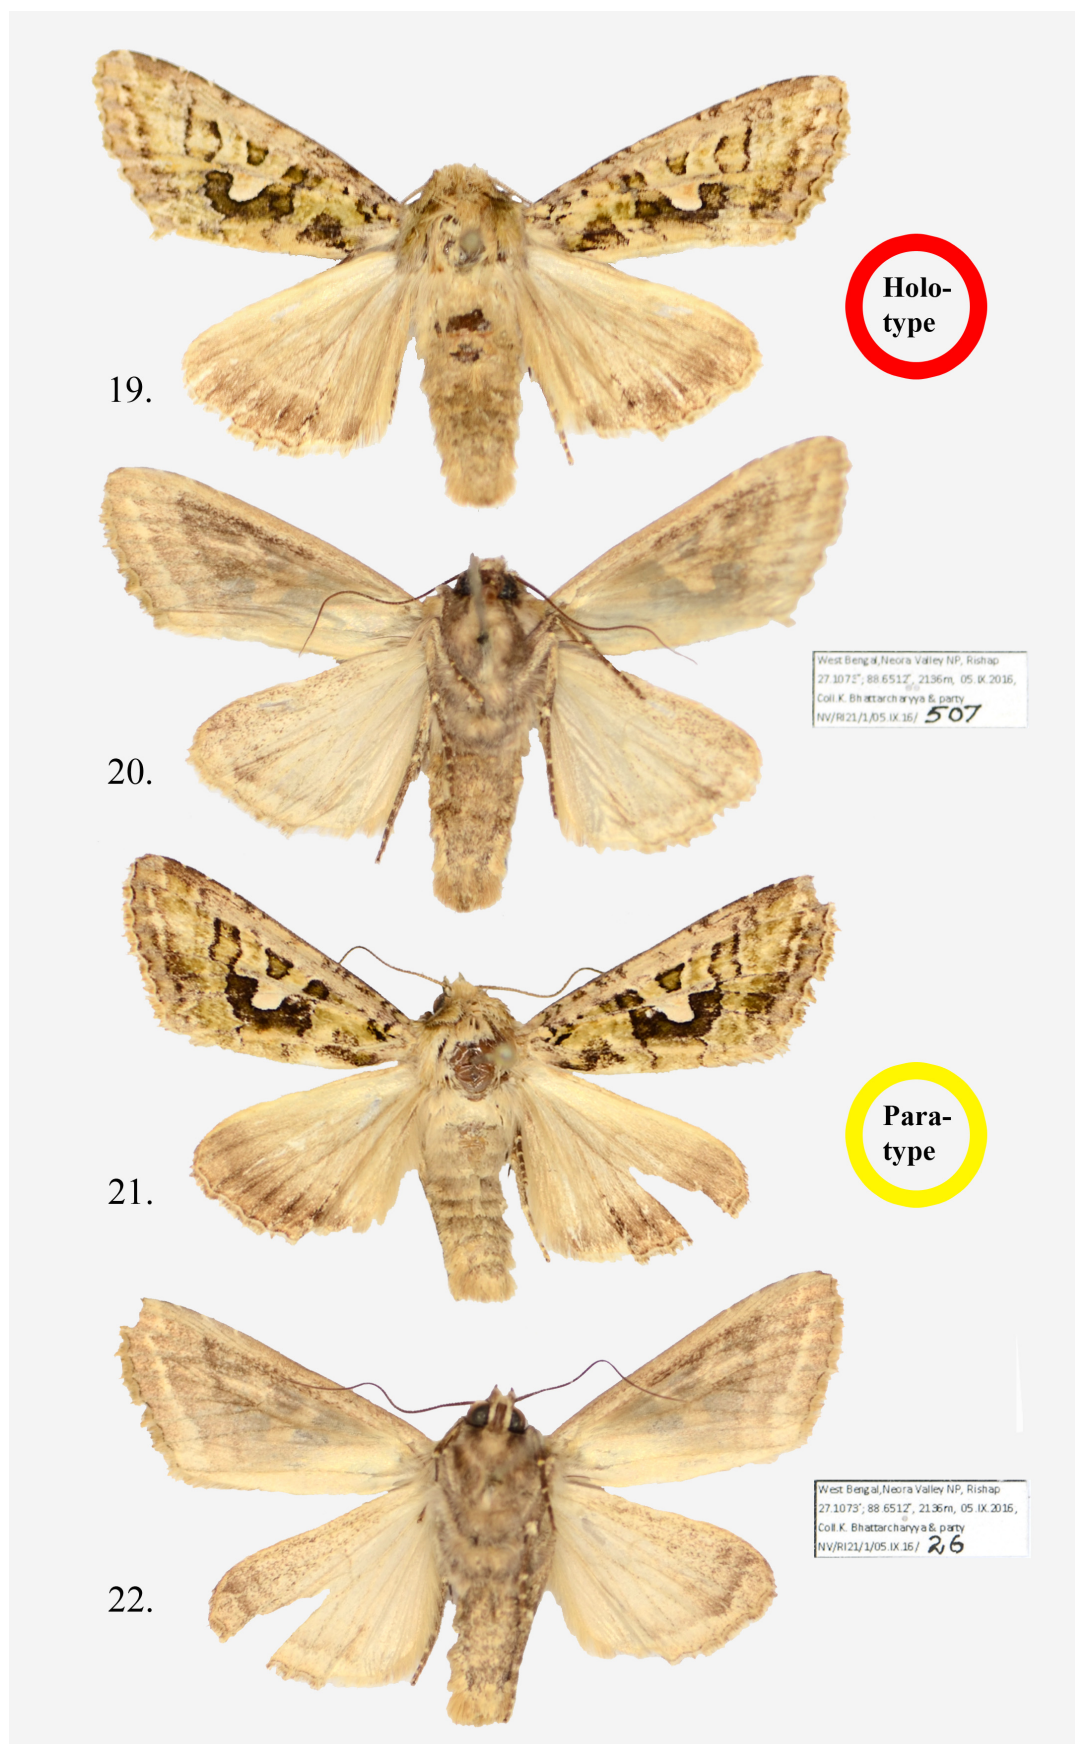 Holo-
type
19.
West Bengal,Neora Valley NP, Rishap
27.1073°; 88.6512°, 2136m, 05.IX.2016,
Coll.K. Bhattarcharyya & party
NV/RI21/1/05.IX.16/ 507
20.
Para-
type
21.
West Bengal,Neora Valley NP, Rishap
27.1073°; 88.6512°, 2136m, 05.IX.2016,
Coll.K. Bhattarcharyya & party
NV/RI21/1/05.IX.16/ 26
22.